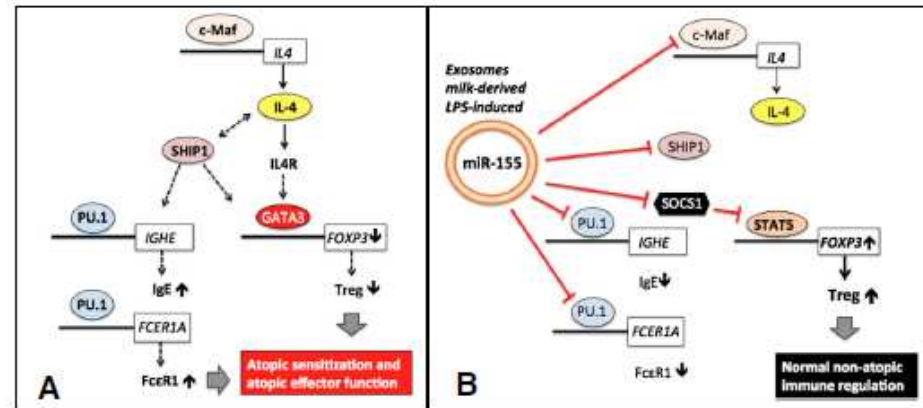 c-Maf
IL4
IL-4
SHIP1
IL4R
PU.1
IGHE
GATA3
FOXP3
IgE
Treg
PU.1
FCER1A
FcεR1
Atopic sensitization and
atopic effector function
A
Exosomes
milk-derived
LPS-induced
miR-155
c-Maf
IL4
IL-4
SHIP1
SOCS1
PU.1
IGHE
STAT5
FOXP3
IgE
Treg
PU.1
FCER1A
FcεR1
Normal non-atopic
immune regulation
B